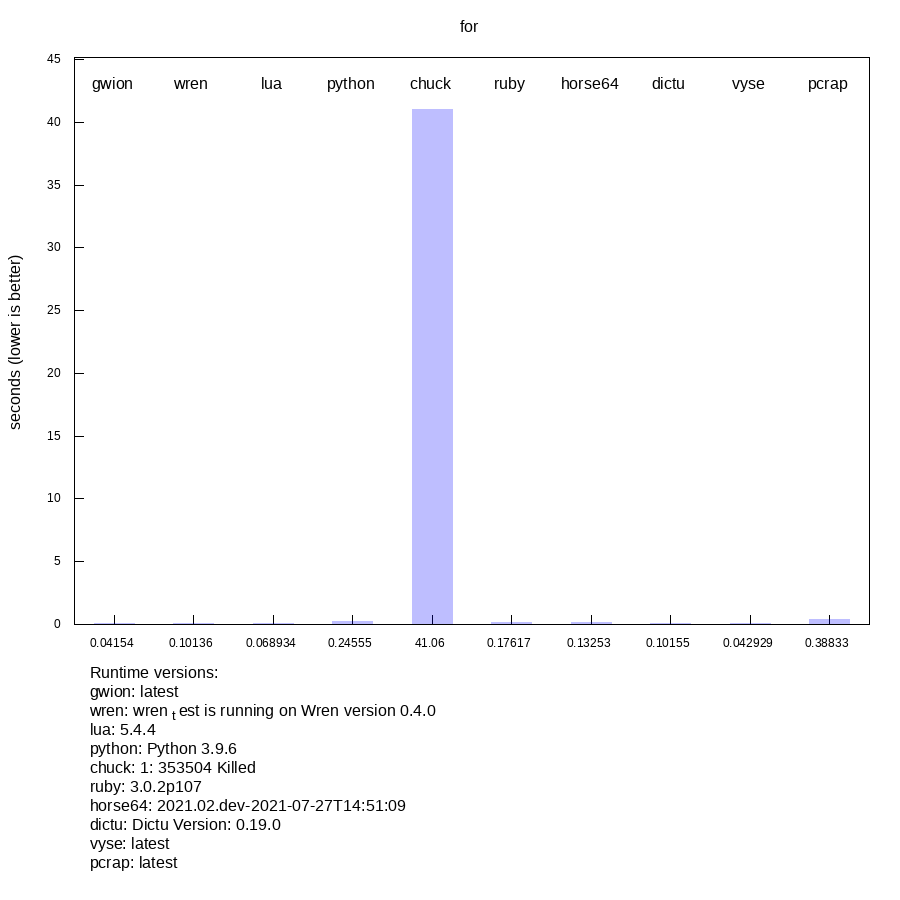 for
45
gwion wren lua python chuck ruby horse64 dictu vyse pcrap
40
35
30
25
20
15
10
5
0
seconds (lower is better)
0.04154 0.10136 0.068934 0.24555 41.06 0.17617 0.13253 0.10155 0.042929 0.38833
Runtime versions:
gwion: latest
wren: wren t est is running on Wren version 0.4.0
lua: 5.4.4
python: Python 3.9.6
chuck: 1: 353504 Killed
ruby: 3.0.2p107
horse64: 2021.02.dev-2021-07-27T14:51:09
dictu: Dictu Version: 0.19.0
vyse: latest
pcrap: latest